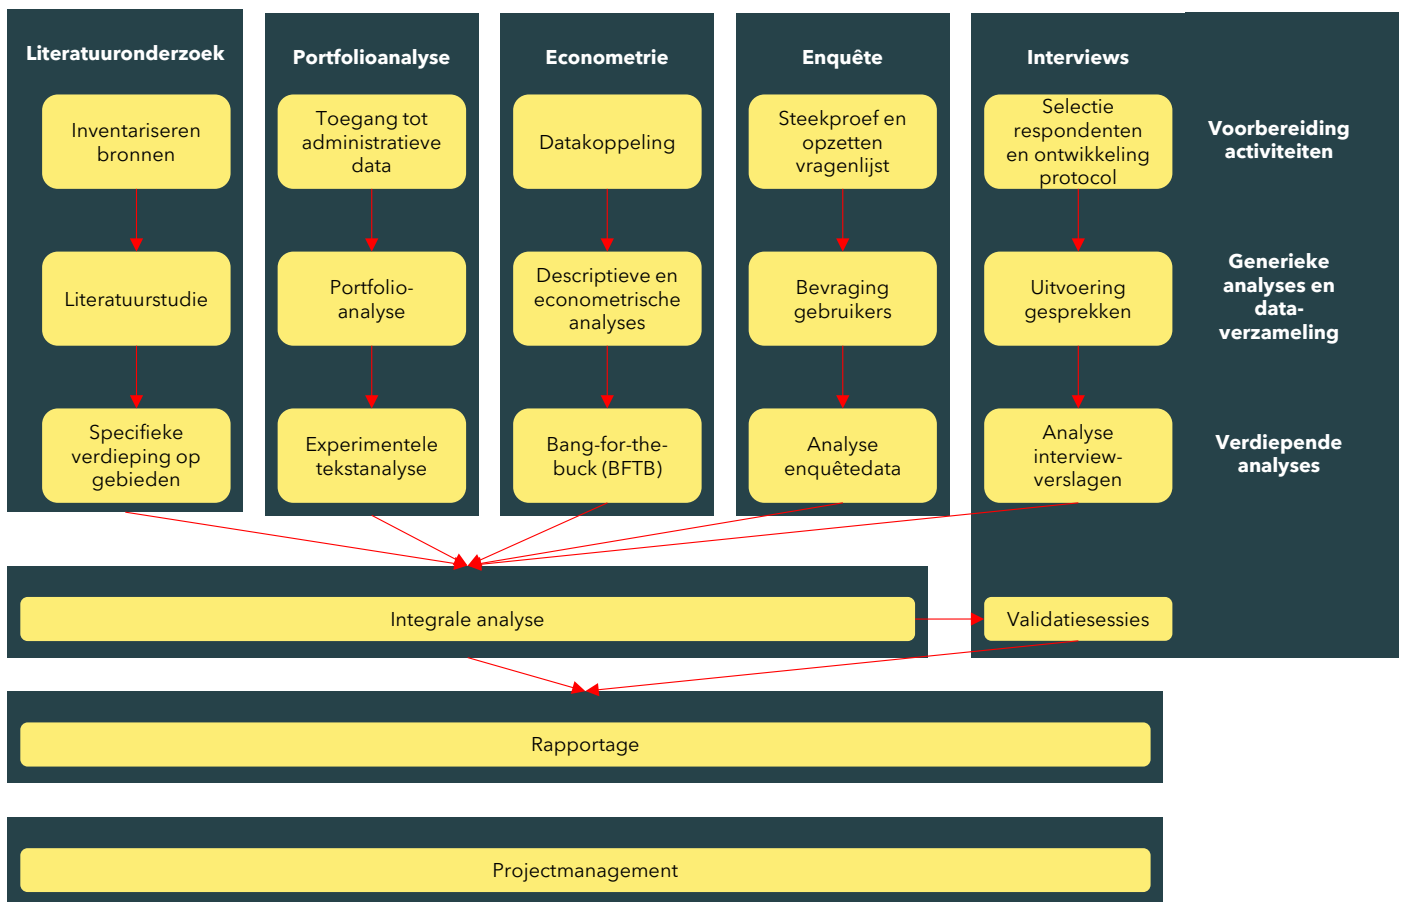 Literatuuronderzoek
Portfolioanalyse
Econometrie
Enquête
Interviews
Inventariseren
bronnen
Toegang tot
administratieve
data
Datakoppeling
Steekproef en
opzetten
vragenlijst
Selectie
respondenten
en ontwikkeling
protocol
Voorbereiding
activiteiten
Literatuurstudie
Portfolio-
analyse
Descriptieve en
econometrische
analyses
Bevraging
gebruikers
Uitvoering
gesprekken
Generieke
analyses en
data-
verzameling
Specifieke
verdieping op
gebieden
Experimentele
tekstanalyse
Bang-for-the-
buck (BFTB)
Analyse
enquêtedata
Analyse
interview-
verslagen
Verdiepende
analyses
Integrale analyse
Validatiesessies
Rapportage
Projectmanagement